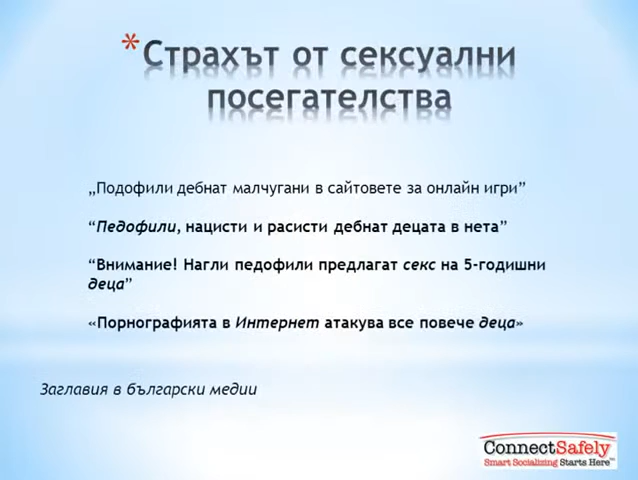 *Страхът от сексуални
посегателства
„Подофили дебнат малчугани в сайтовете за онлайн игри”
“Педофили, нацисти и расисти дебнат децата в нета”
“Внимание! Нагли педофили предлагат секс на 5-годишни
деца”
«Порнографията в Интернет атакува все повече деца»
Заглавия в български медии
ConnectSafely
Smart Socializing Starts Here™